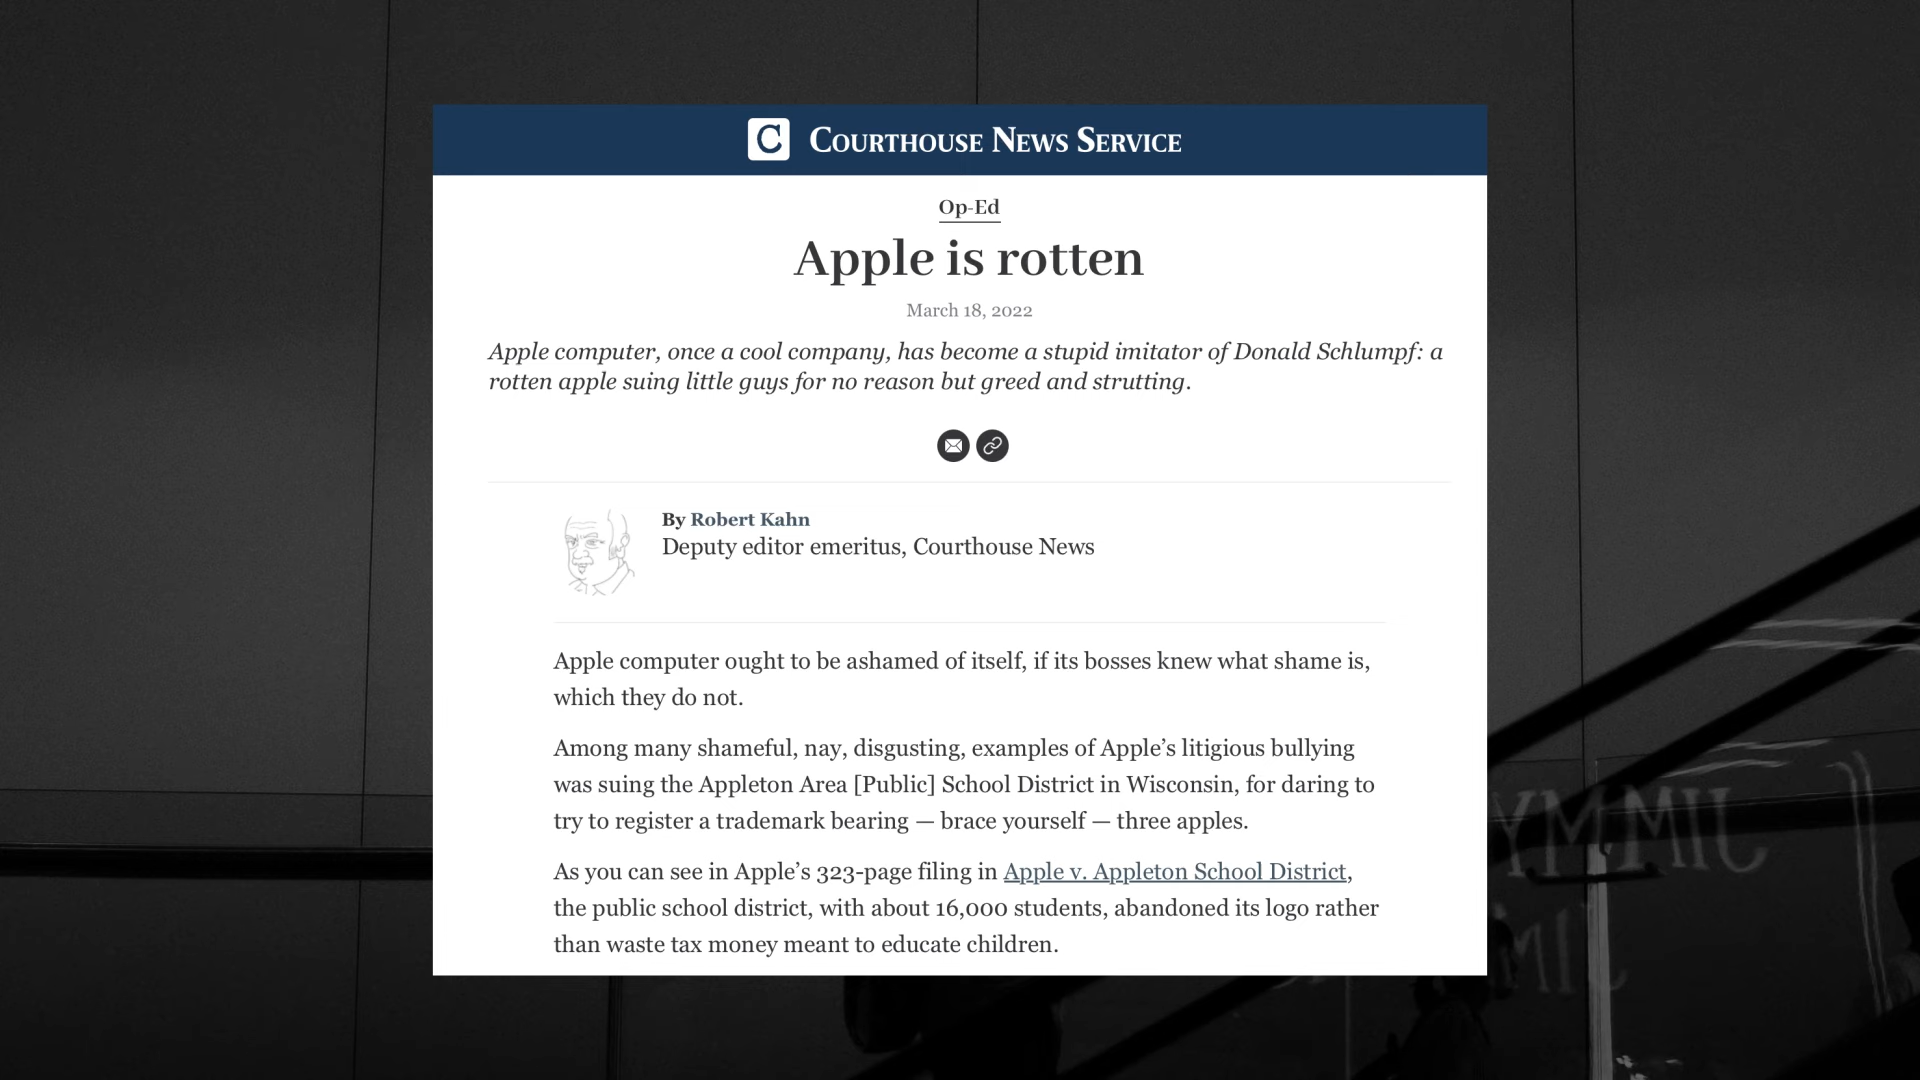 C COURTHOUSE NEWS SERVICE
Op-Ed
Apple is rotten
March 18, 2022
Apple computer, once a cool company, has become a stupid imitator of Donald Schlumpf: a
rotten apple suing little guys for no reason but greed and strutting.
By Robert Kahn
Deputy editor emeritus, Courthouse News
Apple computer ought to be ashamed of itself, if its bosses knew what shame is,
which they do not.
Among many shameful, nay, disgusting, examples of Apple’s litigious bullying
was suing the Appleton Area [Public] School District in Wisconsin, for daring to
try to register a trademark bearing — brace yourself — three apples.
As you can see in Apple’s 323-page filing in Apple v. Appleton School District,
the public school district, with about 16,000 students, abandoned its logo rather
than waste tax money meant to educate children.